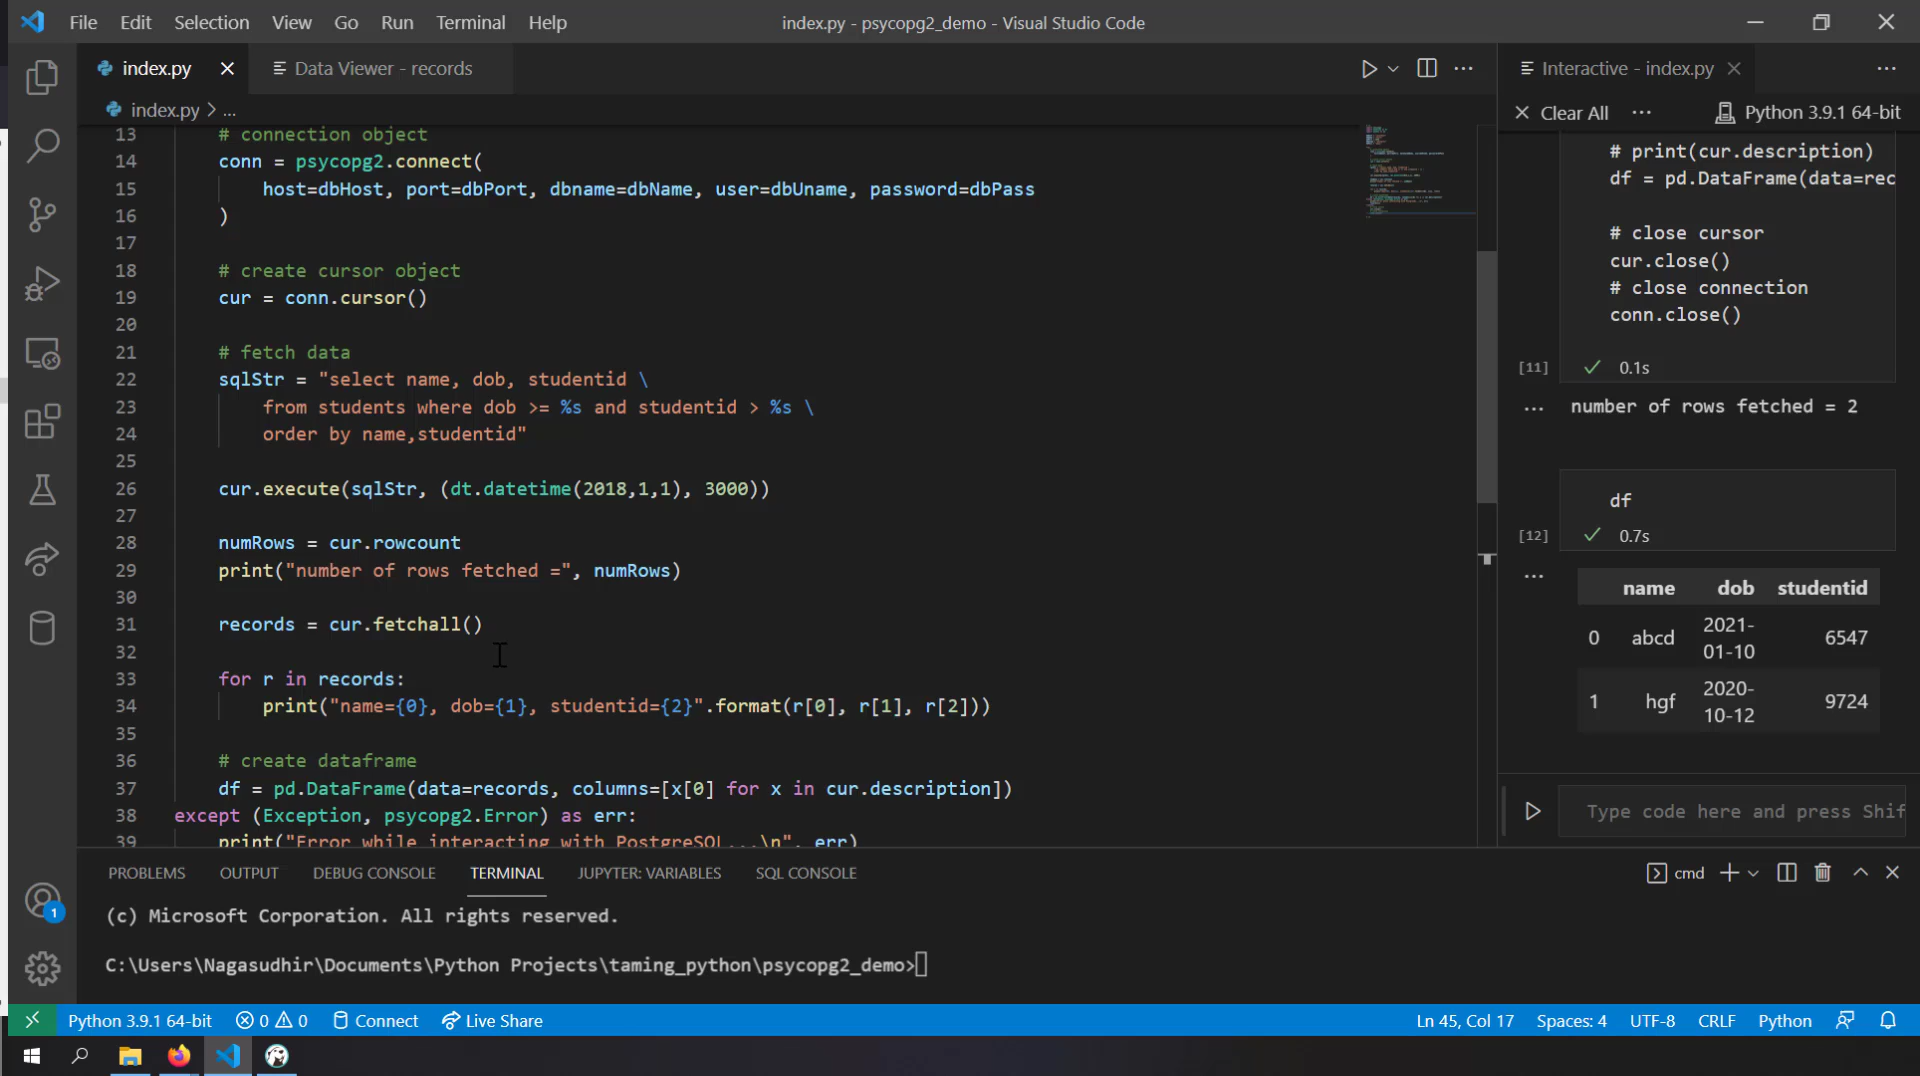 File Edit Selection View Go Run Terminal Help
index.py - psycopg2_demo - Visual Studio Code
index.py
Data Viewer - records
index.py > ...
13 # connection object
14 conn = psycopg2.connect(
15 host=dbHost, port=dbPort, dbname=dbName, user=dbUname, password=dbPass
16 )
17
18 # create cursor object
19 cur = conn.cursor()
20
21 # fetch data
22 sqlStr = "select name, dob, studentid \
23 from students where dob >= %s and studentid > %s \
24 order by name,studentid"
25
26 cur.execute(sqlStr, (dt.datetime(2018,1,1), 3000))
27
28 numRows = cur.rowcount
29 print("number of rows fetched =", numRows)
30
31 records = cur.fetchall()
32
33 for r in records:
34 print("name={0}, dob={1}, studentid={2}".format(r[0], r[1], r[2]))
35
36 # create dataframe
37 df = pd.DataFrame(data=records, columns=[x[0] for x in cur.description])
38 except (Exception, psycopg2.Error) as err:
39 print("Error while interacting with PostgreSQL...\n", err)
Interactive - index.py
Clear All ... Python 3.9.1 64-bit
# print(cur.description)
df = pd.DataFrame(data=rec
# close cursor
cur.close()
# close connection
conn.close()
[11] ✓ 0.1s
... number of rows fetched = 2
df
[12] ✓ 0.7s
...
name dob studentid
0 abcd 2021-01-10 6547
1 hgf 2020-10-12 9724
Type code here and press Shif
PROBLEMS OUTPUT DEBUG CONSOLE TERMINAL JUPYTER: VARIABLES SQL CONSOLE
cmd
(c) Microsoft Corporation. All rights reserved.
C:\Users\Nagasudhir\Documents\Python Projects\taming_python\psycopg2_demo>
1
Python 3.9.1 64-bit 0 0 Connect Live Share
Ln 45, Col 17 Spaces: 4 UTF-8 CRLF Python